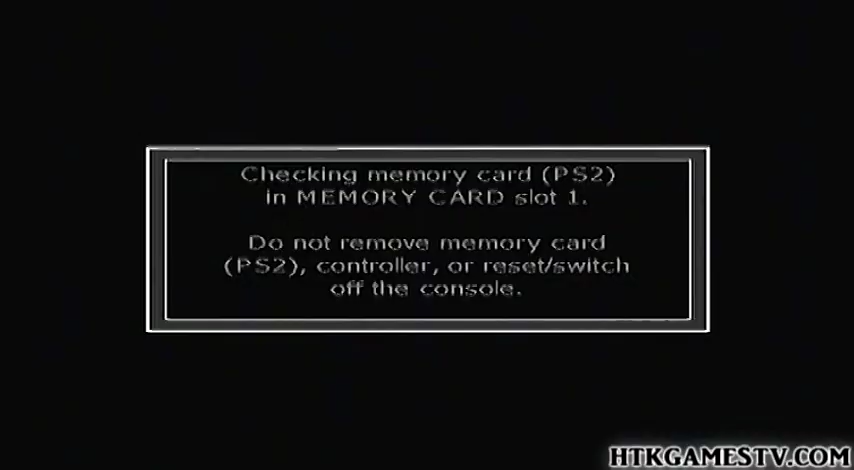 Checking memory card (PS2)
in MEMORY CARD slot 1.
Do not remove memory card
(PS2), controller, or reset/switch
off the console.
HTKGAMESTV.COM